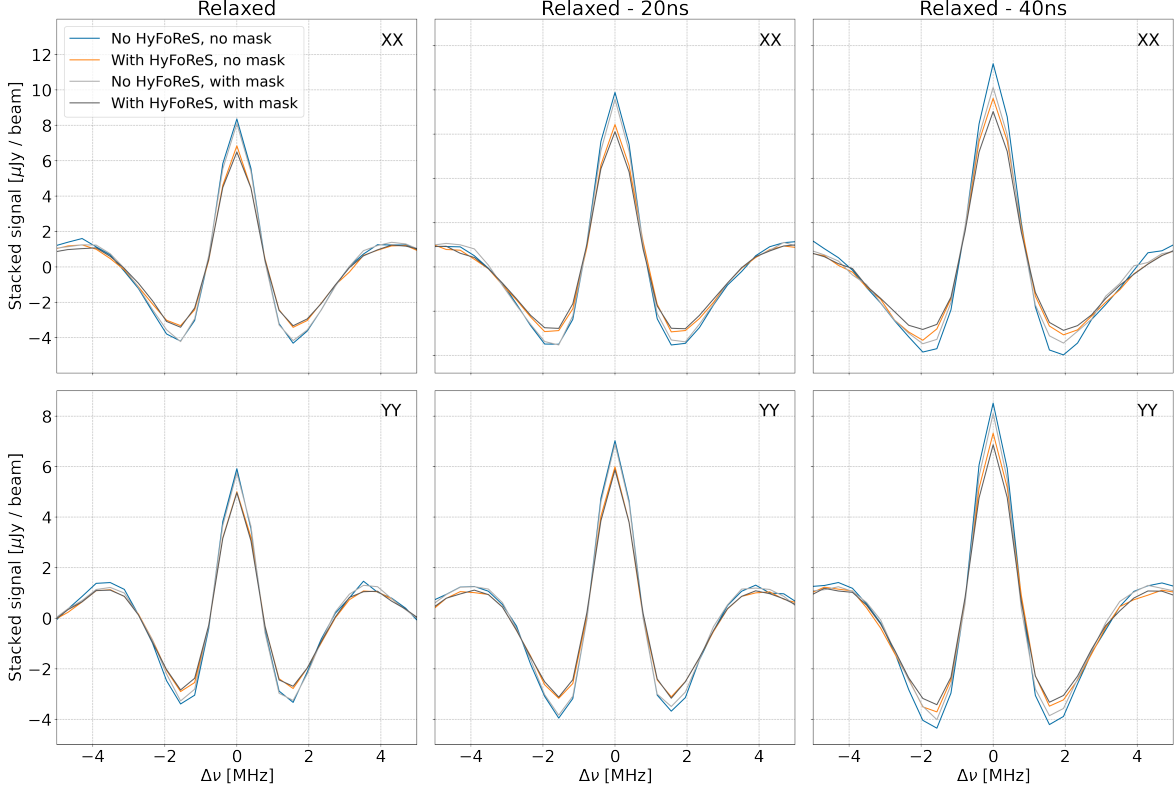 Relaxed
Relaxed - 20ns
Relaxed - 40ns
No HyFoReS, no mask
With HyFoReS, no mask
No HyFoReS, with mask
With HyFoReS, with mask
XX
XX
XX
12
10
8
6
4
2
0
−2
−4
Stacked signal [μJy / beam]
YY
YY
YY
8
6
4
2
0
−2
−4
Stacked signal [μJy / beam]
−4 −2 0 2 4
−4 −2 0 2 4
−4 −2 0 2 4
Δν [MHz]
Δν [MHz]
Δν [MHz]